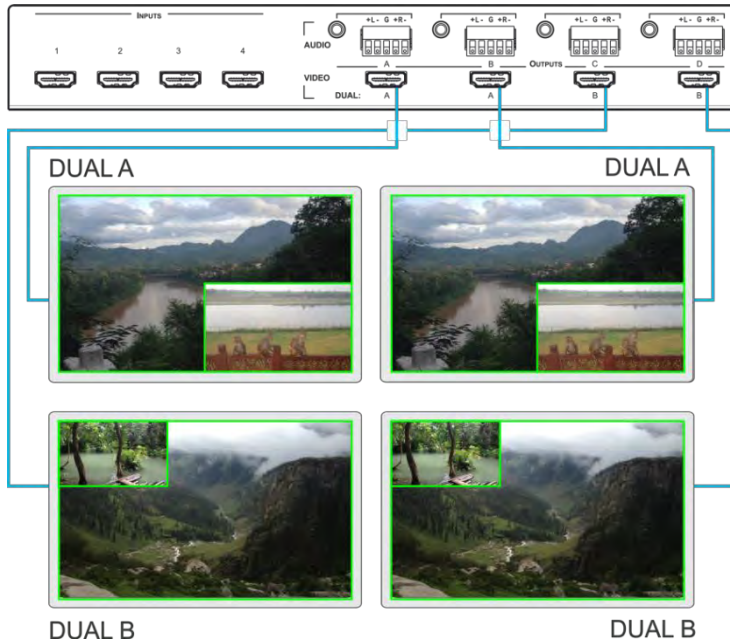 INPUTS
1 2 3 4
AUDIO
+L- G +R- +L- G +R- +L- G +R- +L- G +R-
A B OUTPUTS C D
VIDEO
DUAL: A A B B
DUAL A DUAL A
DUAL B DUAL B